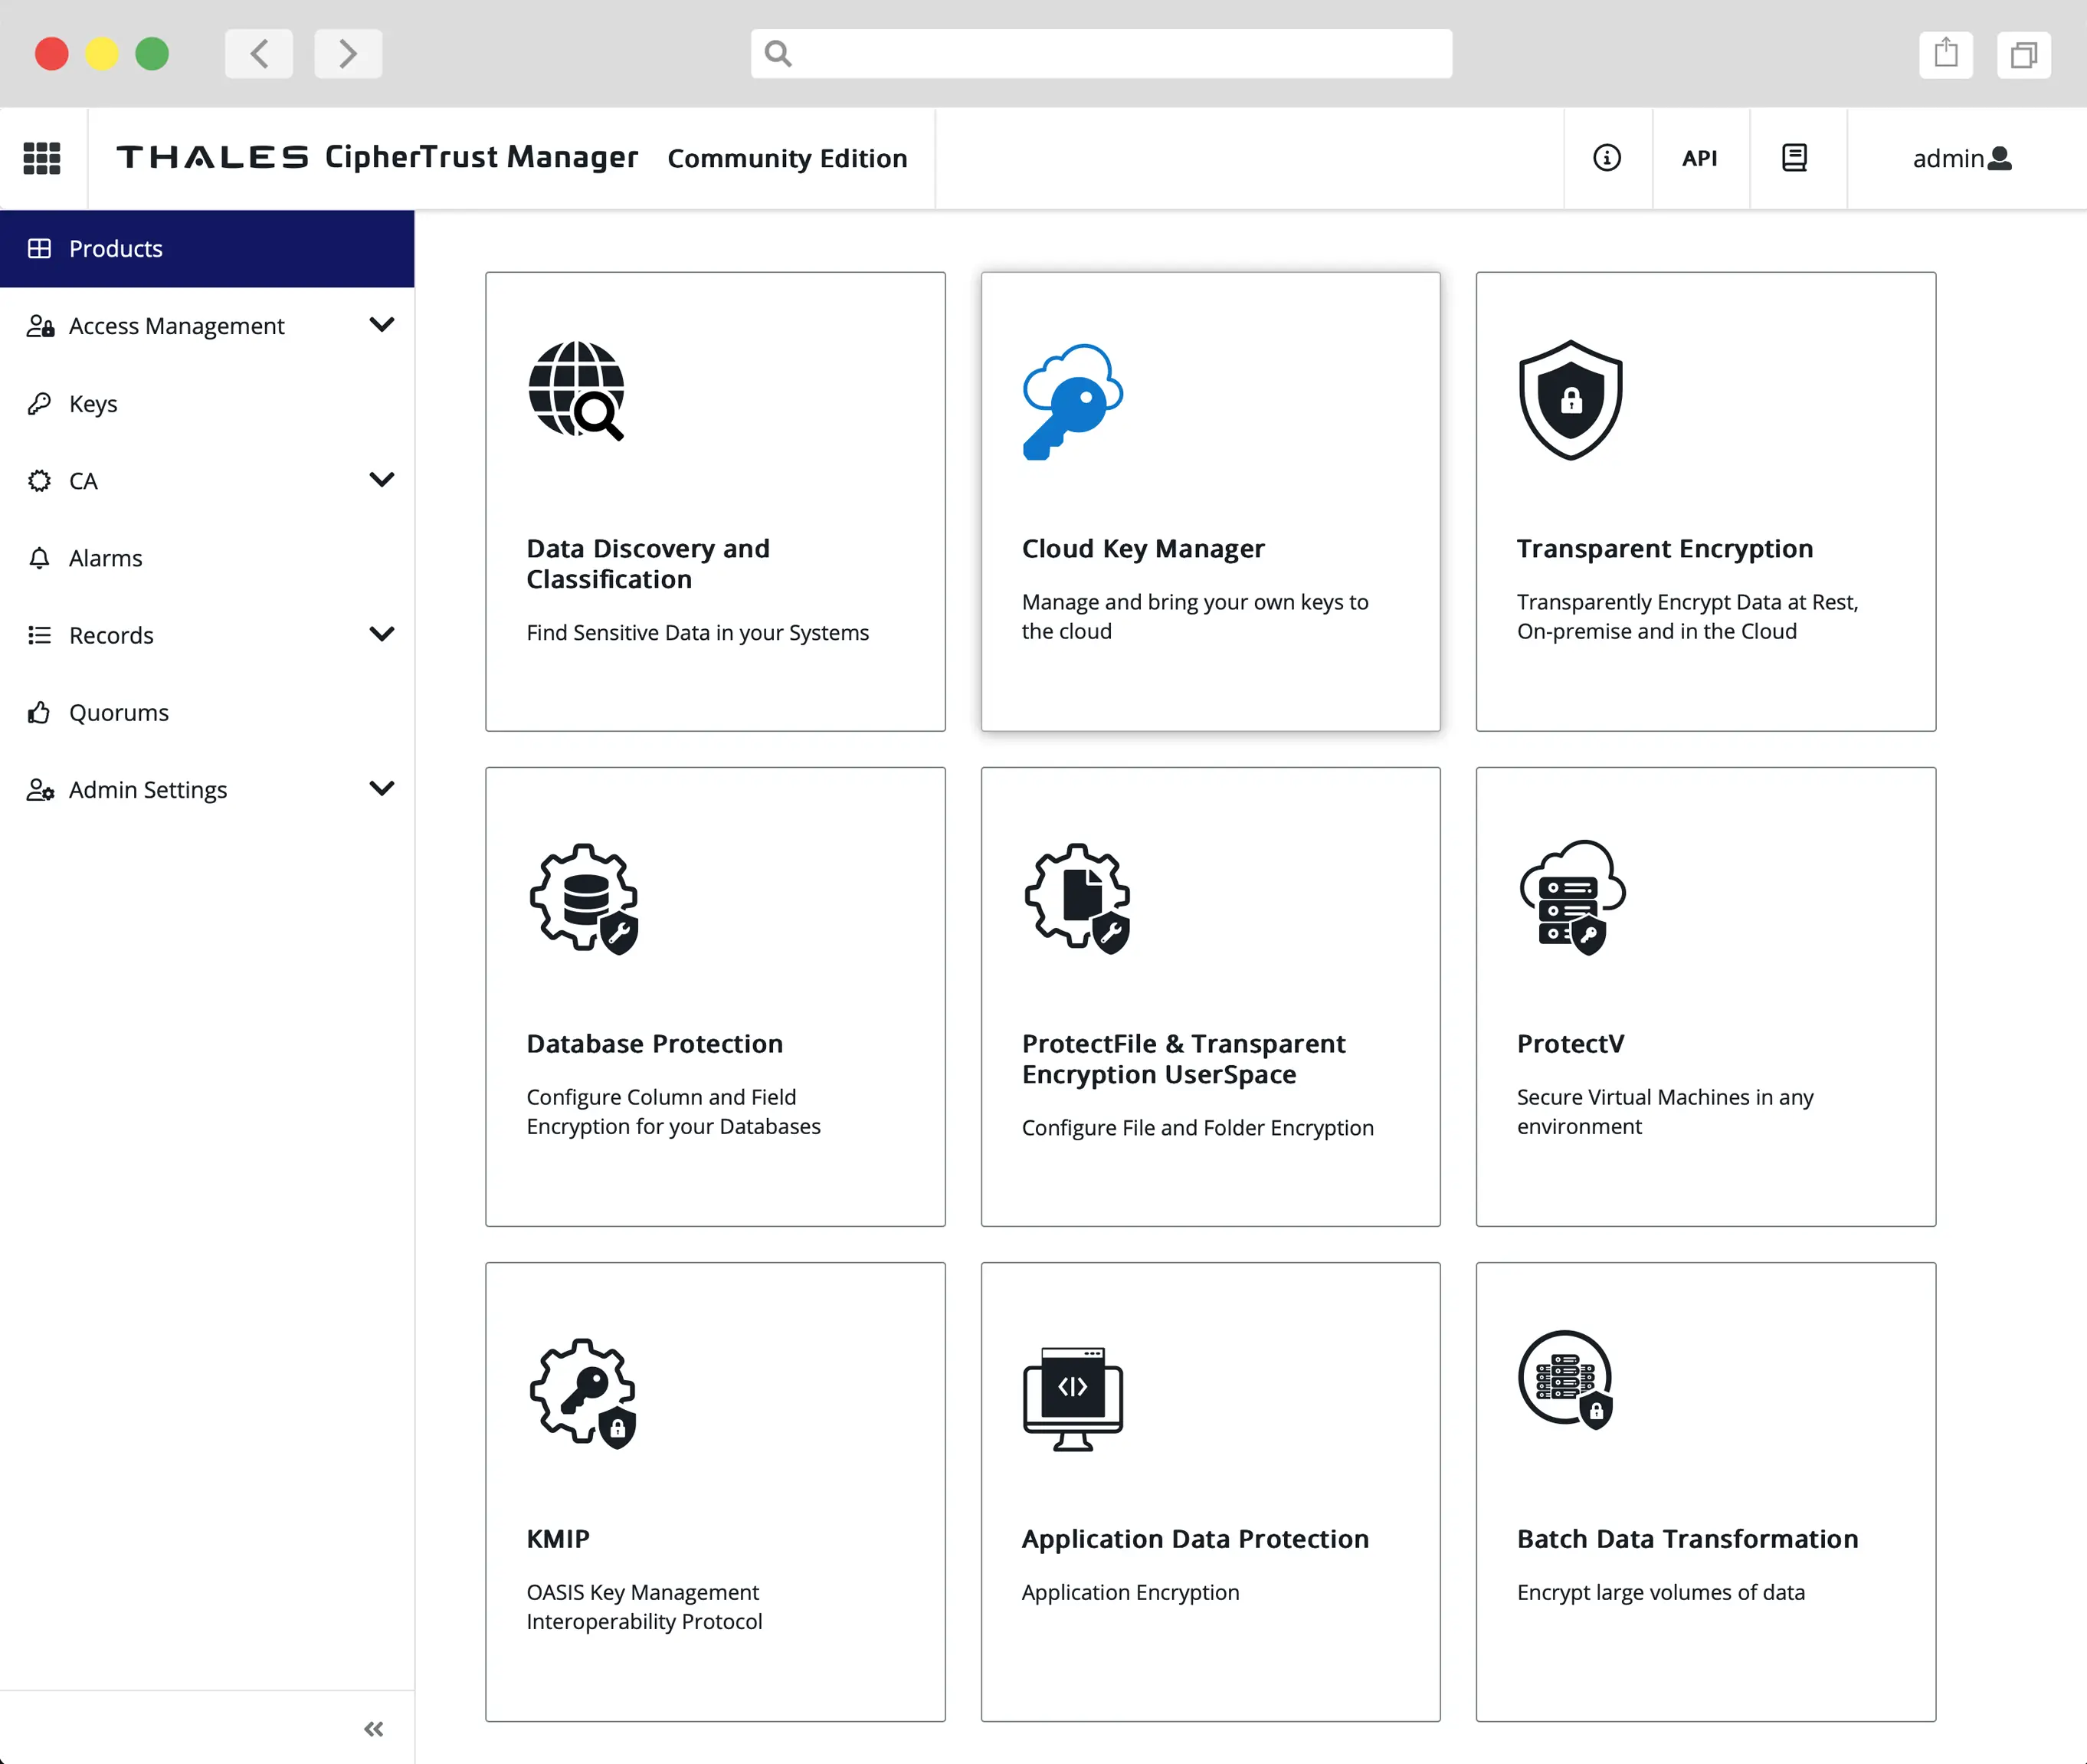 THALES CipherTrust Manager Community Edition
API
admin
Products
Access Management
Keys
CA
Alarms
Records
Quorums
Admin Settings
Data Discovery and
Classification
Find Sensitive Data in your Systems
Cloud Key Manager
Manage and bring your own keys to
the cloud
Transparent Encryption
Transparently Encrypt Data at Rest,
On-premise and in the Cloud
Database Protection
Configure Column and Field
Encryption for your Databases
ProtectFile & Transparent
Encryption UserSpace
Configure File and Folder Encryption
ProtectV
Secure Virtual Machines in any
environment
KMIP
OASIS Key Management
Interoperability Protocol
Application Data Protection
Application Encryption
Batch Data Transformation
Encrypt large volumes of data